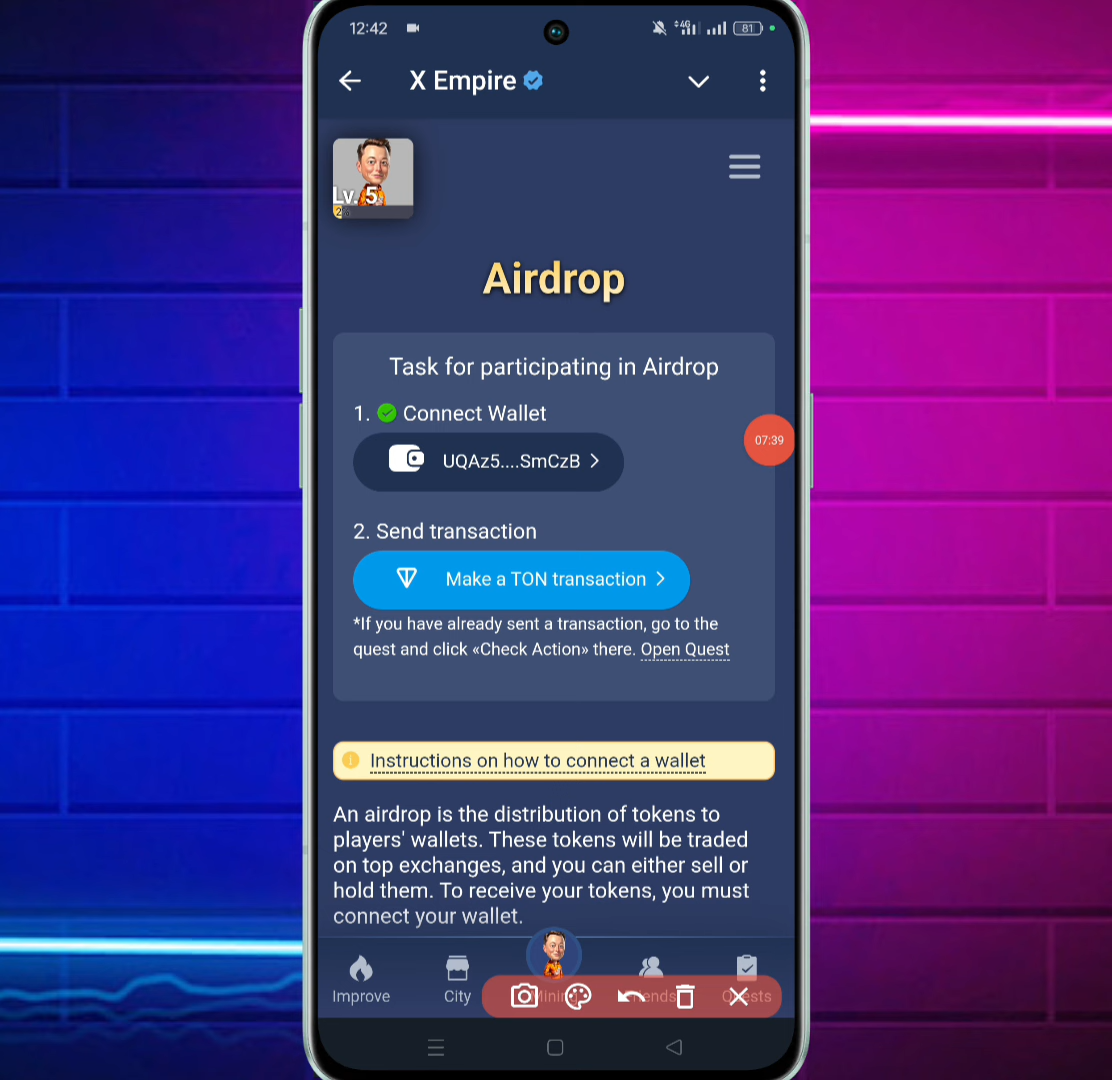 12:42
4G
81
X Empire
Lv. 5
2%
Airdrop
Task for participating in Airdrop
1. Connect Wallet
07:39
UQAz5....SmCzB
2. Send transaction
Make a TON transaction
*If you have already sent a transaction, go to the
quest and click «Check Action» there. Open Quest
Instructions on how to connect a wallet
An airdrop is the distribution of tokens to
players' wallets. These tokens will be traded
on top exchanges, and you can either sell or
hold them. To receive your tokens, you must
connect your wallet.
Improve City Mining Friends Quests